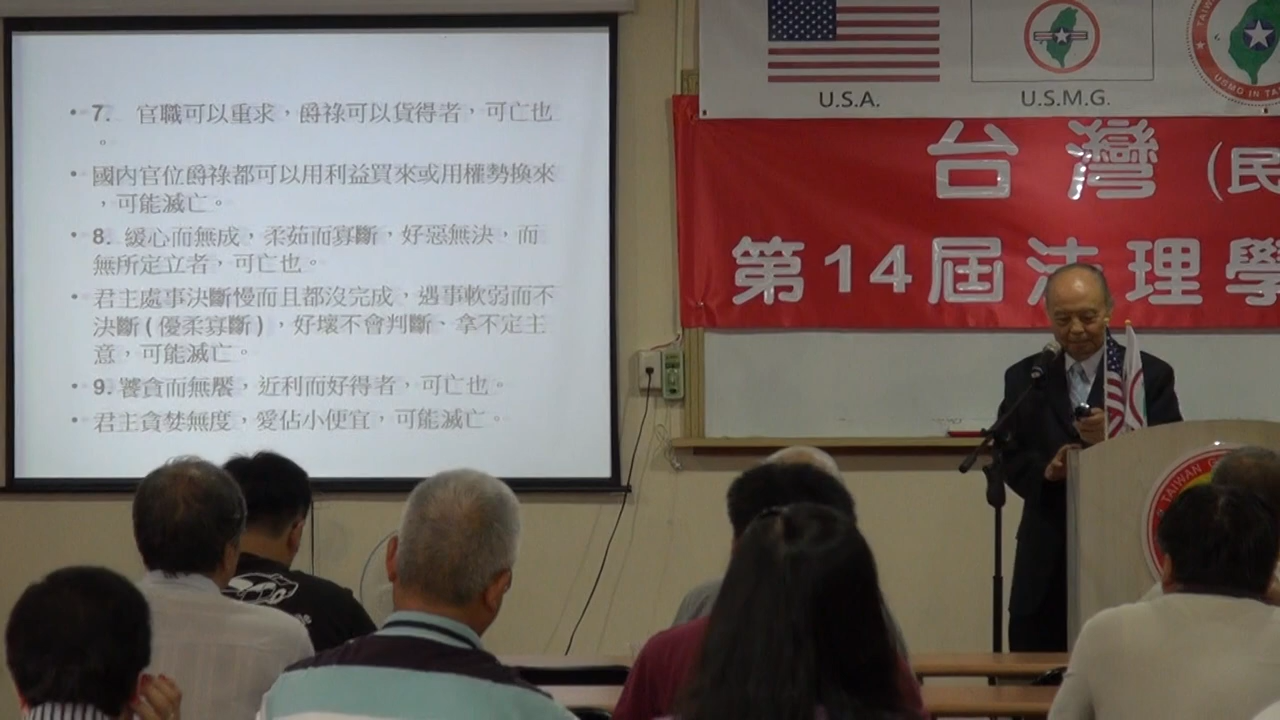 • 7. 官職可以重求，爵祿可以貨得者，可亡也
。
• 國內官位爵祿都可以用利益買來或用權勢換來
，可能滅亡。
• 8. 緩心而無成，柔茹而寡斷，好惡無決，而
無所定立者，可亡也。
• 君主處事決斷慢而且都沒完成，遇事軟弱而不
決斷(優柔寡斷)，好壞不會判斷、拿不定主
意，可能滅亡。
• 9. 饕貪而無饜，近利而好得者，可亡也。
• 君主貪婪無度，愛佔小便宜，可能滅亡。
U.S.A.
U.S.M.G.
USMG IN TA
台灣(民
第14屆法理學
TAIWAN